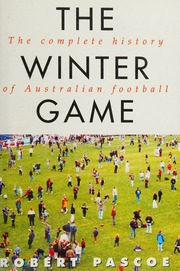 THE
The complete history
WINTER
of Australian football
GAME
ROBERT PASCOE